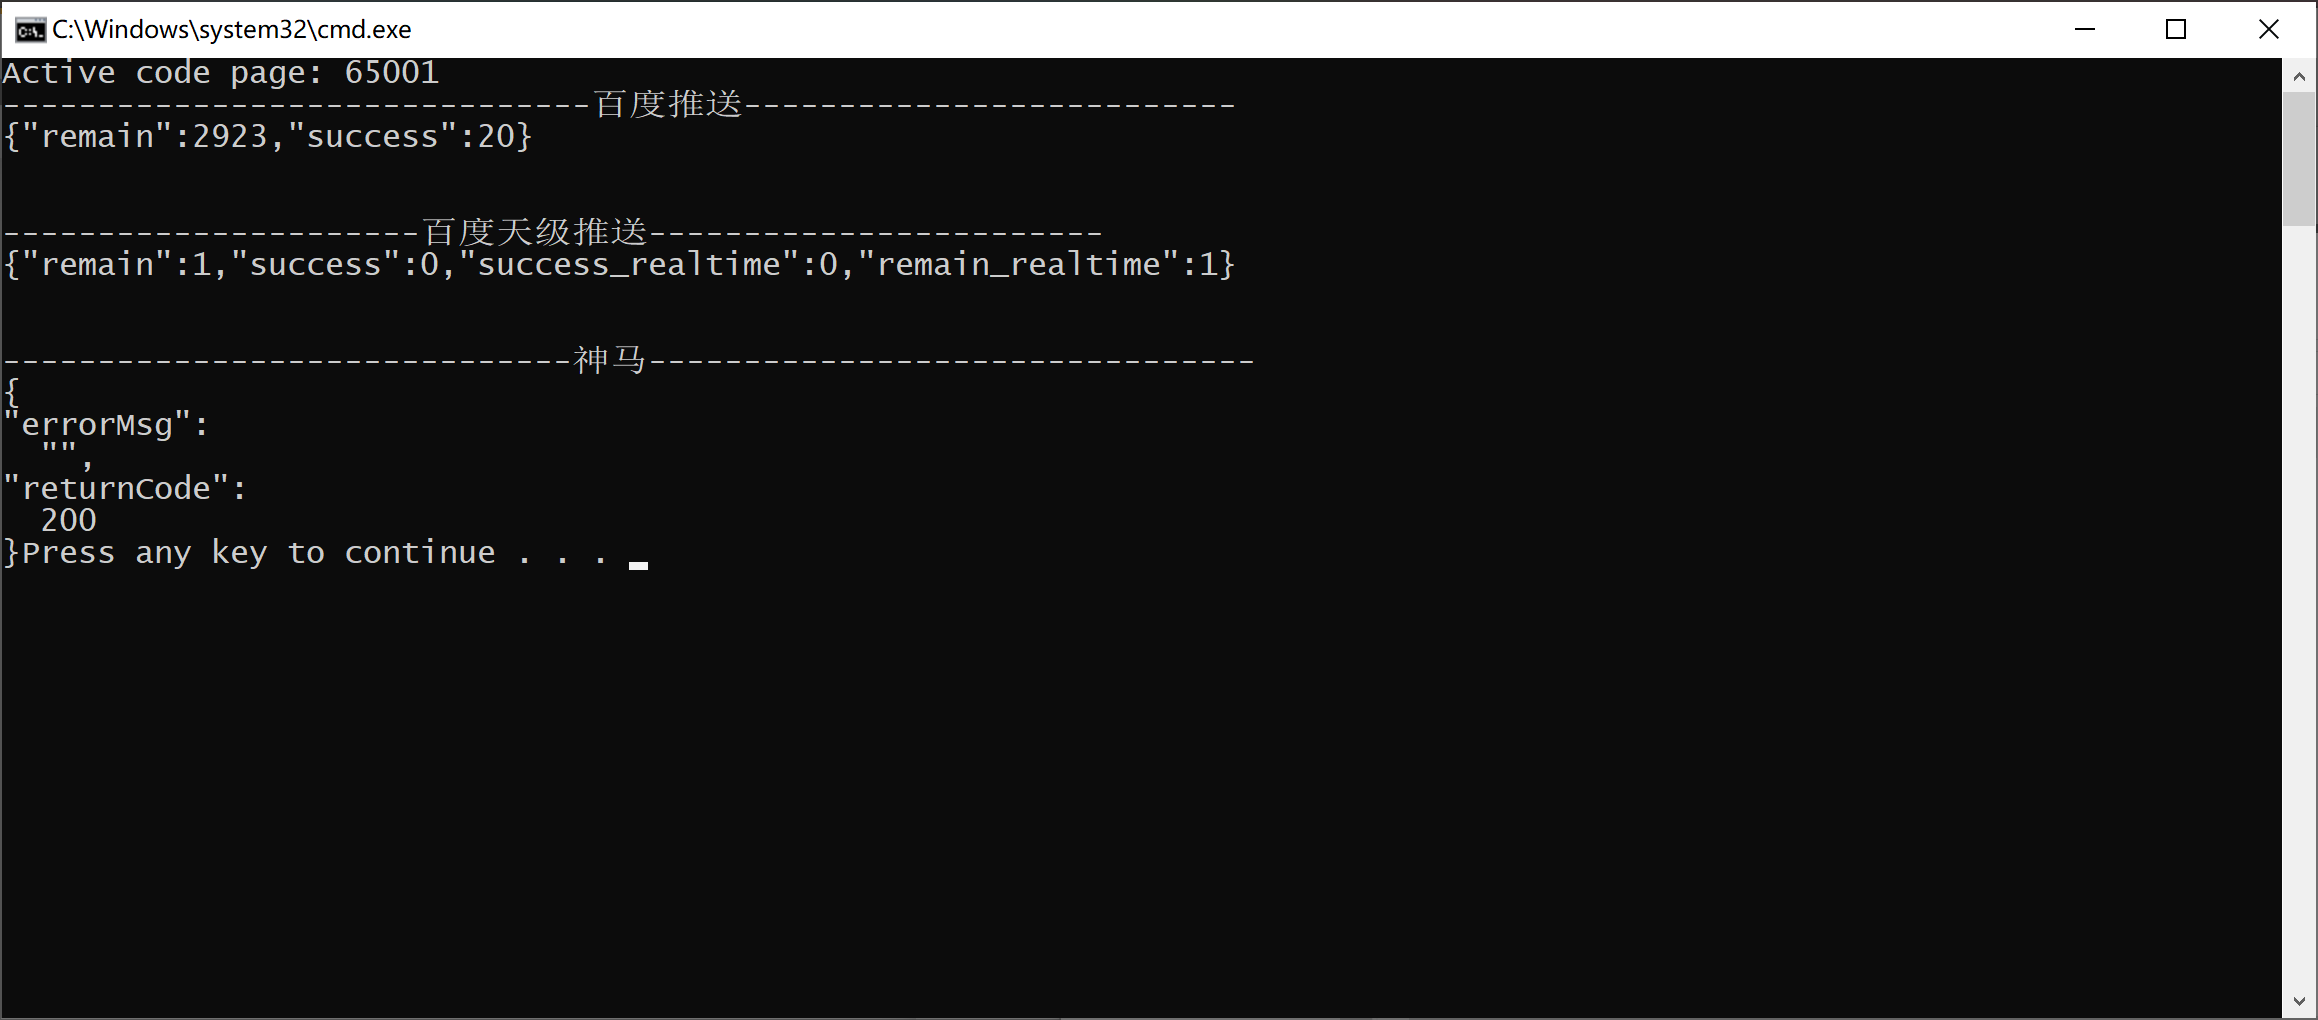 C:\Windows\system32\cmd.exe
Active code page: 65001
-------------------------------百度推送--------------------------
{"remain":2923,"success":20}
----------------------百度天级推送------------------------
{"remain":1,"success":0,"success_realtime":0,"remain_realtime":1}
------------------------------神马--------------------------------
{
"errorMsg":
  "",
"returnCode":
  200
}Press any key to continue . . .